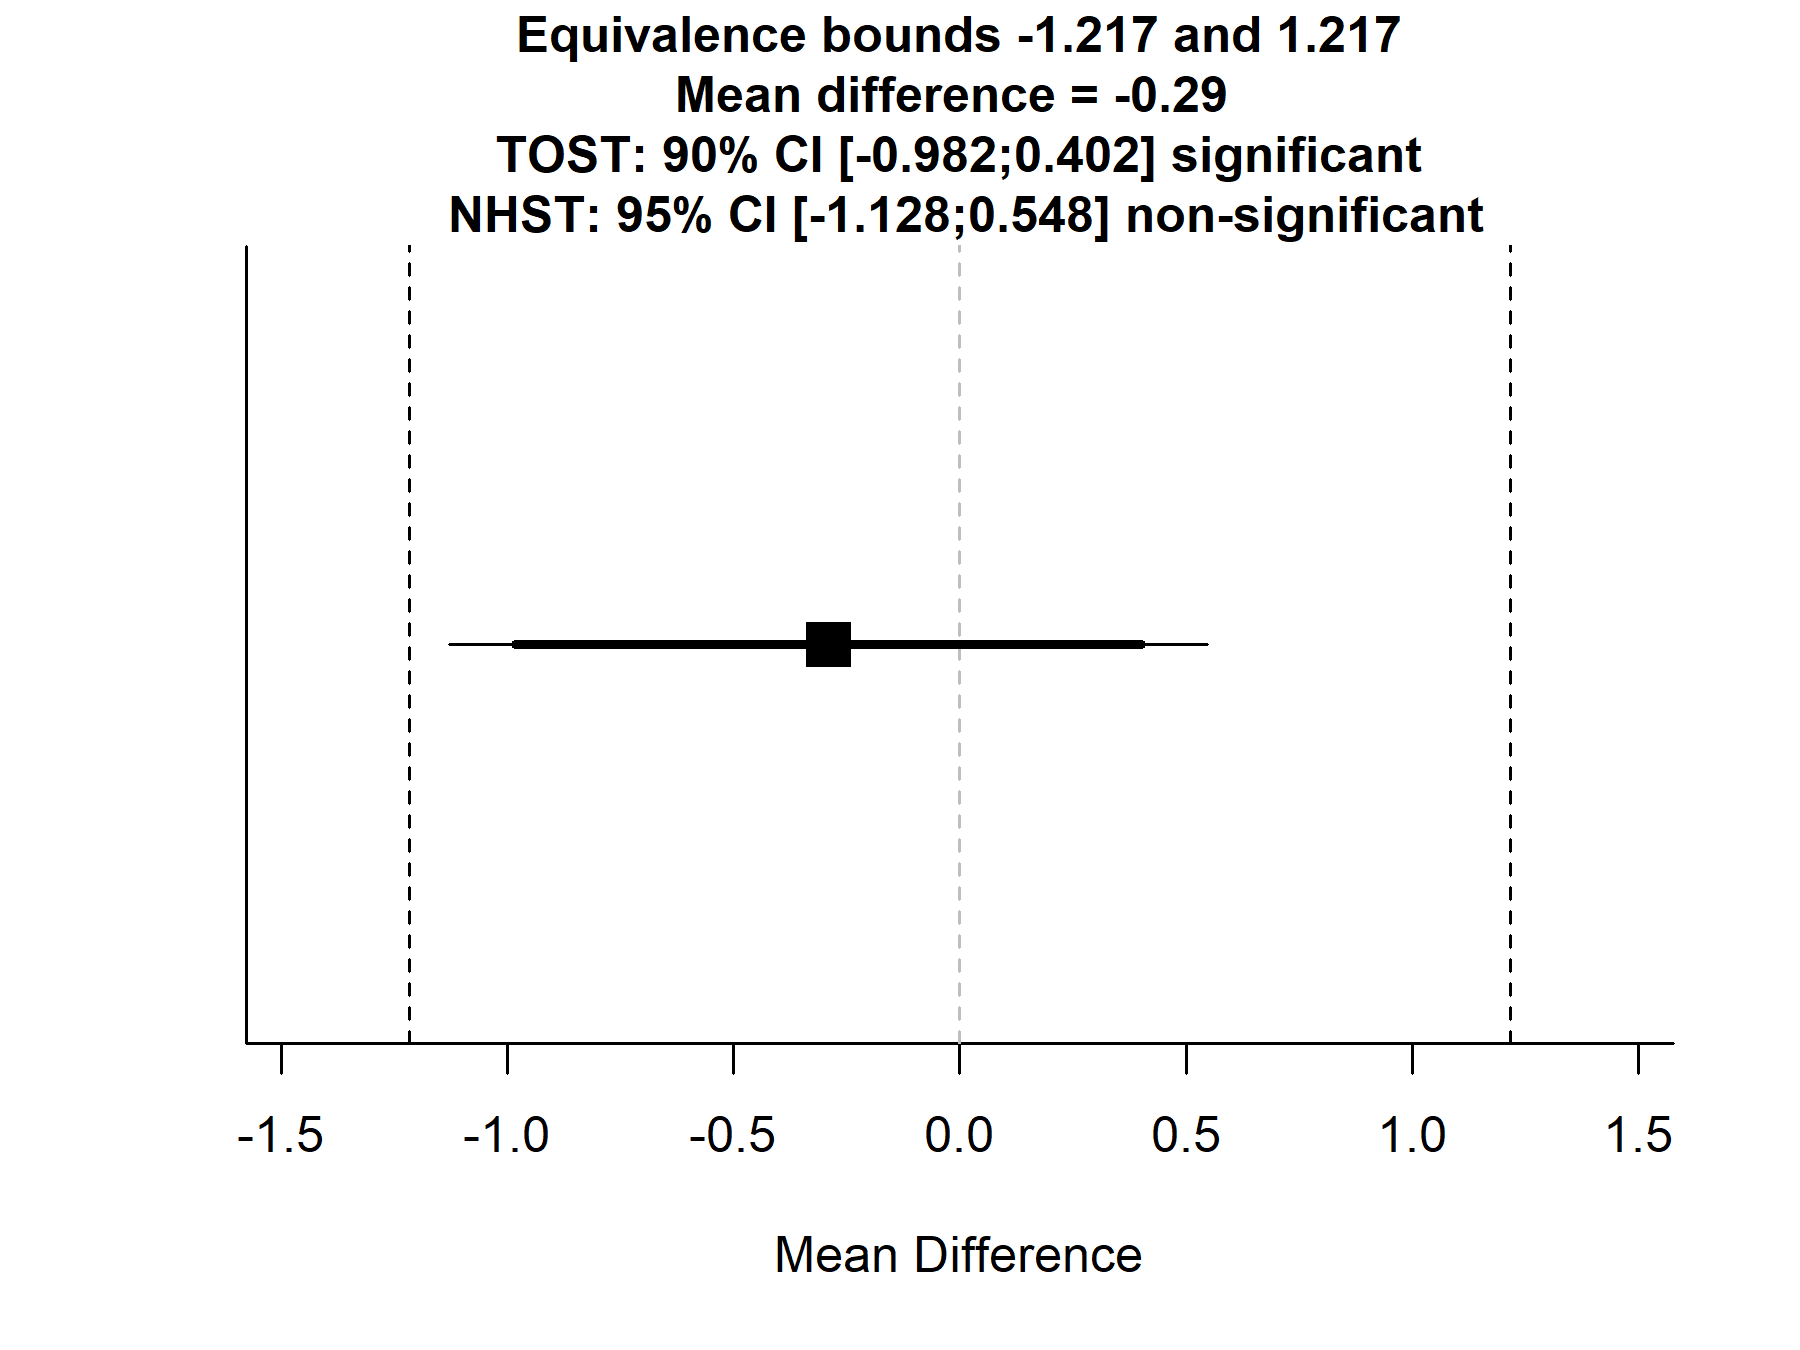 Equivalence bounds -1.217 and 1.217
Mean difference = -0.29
TOST: 90% CI [-0.982;0.402] significant
NHST: 95% CI [-1.128;0.548] non-significant
-1.5 -1.0 -0.5 0.0 0.5 1.0 1.5
Mean Difference